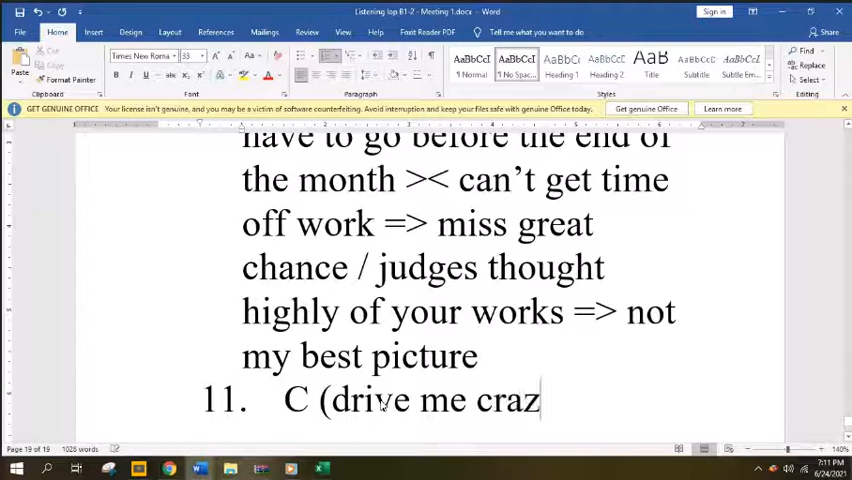 Listening Iop B1-2 - Meeting 1.docx - Word
Sign in
File Home Insert Design Layout References Mailings Review View Help Foxit Reader PDF Tell me what you want to do Share
Paste
Cut
Copy
Format Painter
Clipboard
Times New Roma 33
Font
Paragraph
AaBbCcI AaBbCcI AaBbCc AaBbCcC AaB AaBbCcC AaBbCcI
¶ Normal ¶ No Spac... Heading 1 Heading 2 Title Subtitle Subtle Em...
Styles
Find
Replace
Select
Editing
GET GENUINE OFFICE Your license isn't genuine, and you may be a victim of software counterfeiting. Avoid interruption and keep your files safe with genuine Office today. Get genuine Office Learn more
have to go before the end of
the month >< can't get time
off work => miss great
chance / judges thought
highly of your works => not
my best picture
11. C (drive me craz
Page 19 of 19 1028 words
100%
7:11 PM
6/24/2021